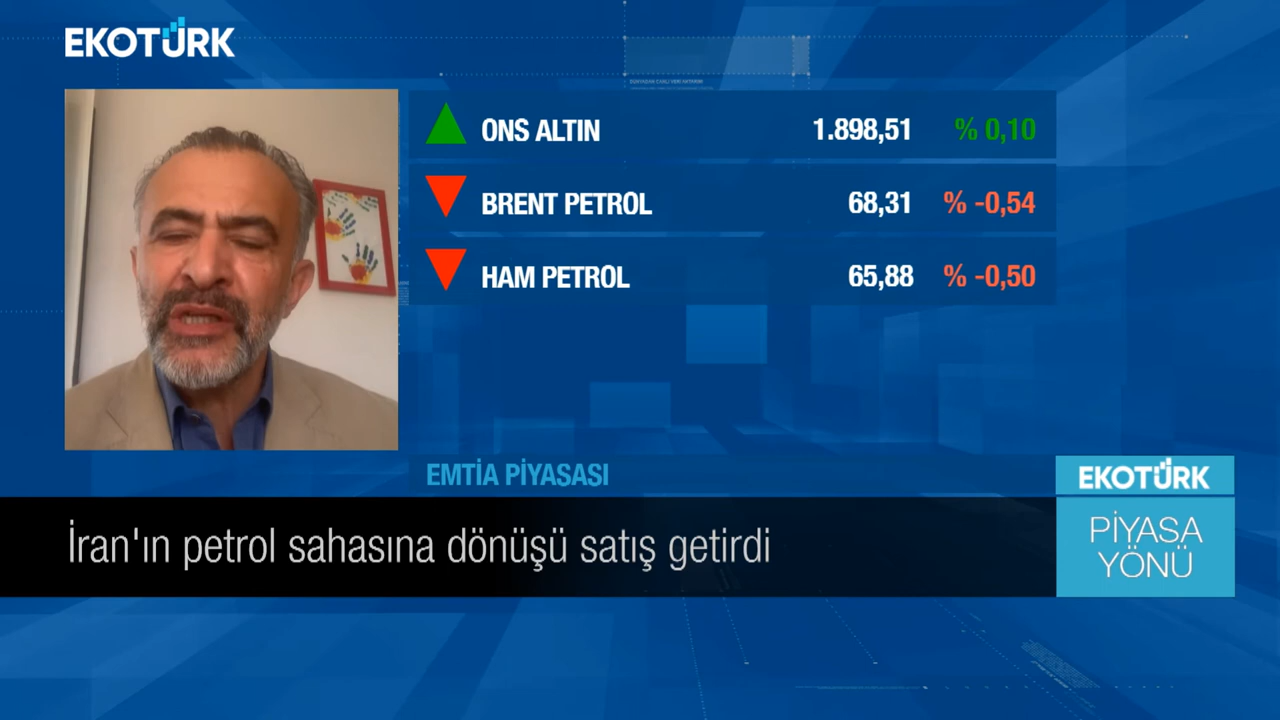 EKOTÜRK
ONS ALTIN 1.898,51 % 0,10
BRENT PETROL 68,31 % -0,54
HAM PETROL 65,88 % -0,50
EMTİA PİYASASI
İran'ın petrol sahasına dönüşü satış getirdi
EKOTÜRK
PİYASA
YÖNÜ